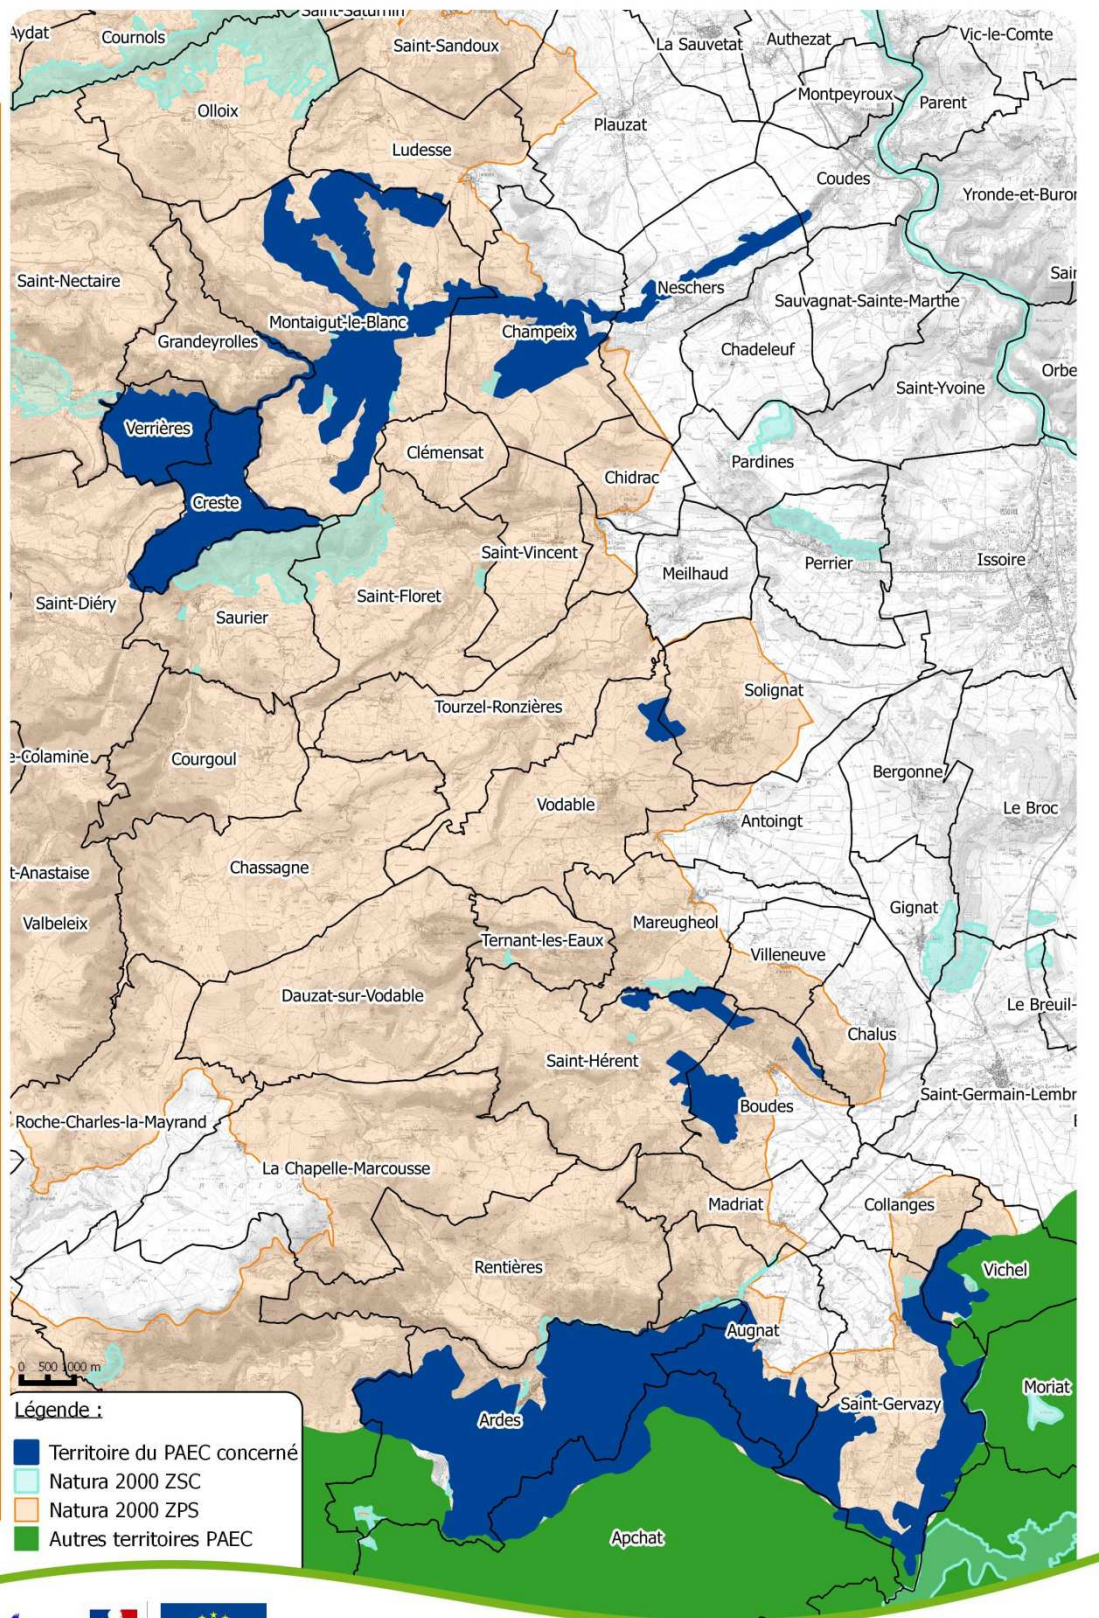 Aydat
Cournols
Saint-Saturnin
Saint-Sandoux
La Sauvetat
Authezat
Vic-le-Comte
Montpeyroux
Parent
Olloix
Plauzat
Ludesse
Coudes
Yronde-et-Buron
Saint-Nectaire
Neschers
Sauvagnat-Sainte-Marthe
Sai
Montaigut-le-Blanc
Champeix
Grandeyrolles
Chadeleuf
Saint-Yvoine
Orbe
Verrières
Clémensat
Pardines
Chidrac
Creste
Saint-Vincent
Perrier
Issoire
Meilhaud
Saint-Diéry
Saint-Floret
Saurier
Solignat
Tourzel-Ronzières
e-Colamine
Courgoul
Bergonne
Vodable
Le Broc
Antoingt
t-Anastaise
Chassagne
Valbeleix
Gignat
Mareugheol
Ternant-les-Eaux
Villeneuve
Dauzat-sur-Vodable
Le Breuil-
Chalus
Saint-Hérent
Saint-Germain-Lembr
Boudes
Roche-Charles-la-Mayrand
La Chapelle-Marcousse
Madriat
Collanges
Rentières
Vichel
Augnat
0 500 1000 m
Moriat
Légende :
Saint-Gervazy
Ardes
Territoire du PAEC concerné
Natura 2000 ZSC
Natura 2000 ZPS
Autres territoires PAEC
Apchat